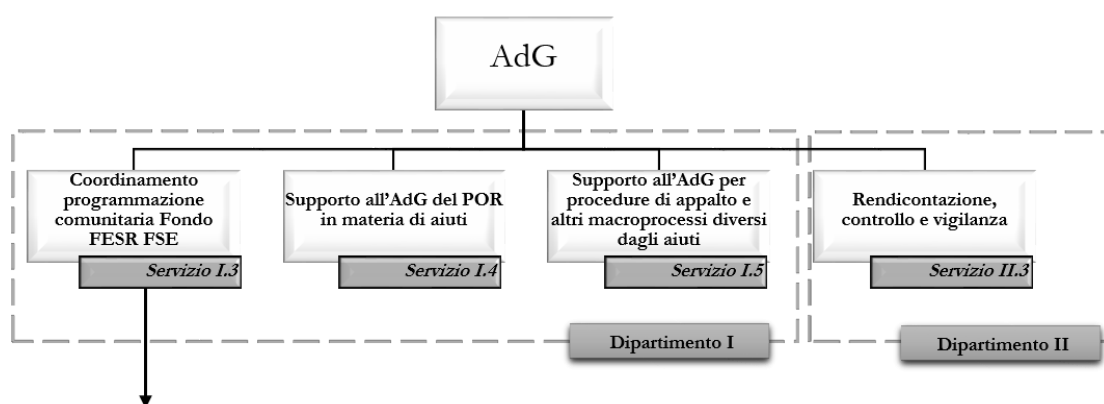 AdG
Coordinamento
programmazione
comunitaria Fondo
FESR FSE
Servizio I.3
Supporto all'AdG del POR
in materia di aiuti
Servizio I.4
Supporto all'AdG per
procedure di appalto e
altri macroprocessi diversi
dagli aiuti
Servizio I.5
Rendicontazione,
controllo e vigilanza
Servizio II.3
Dipartimento I
Dipartimento II